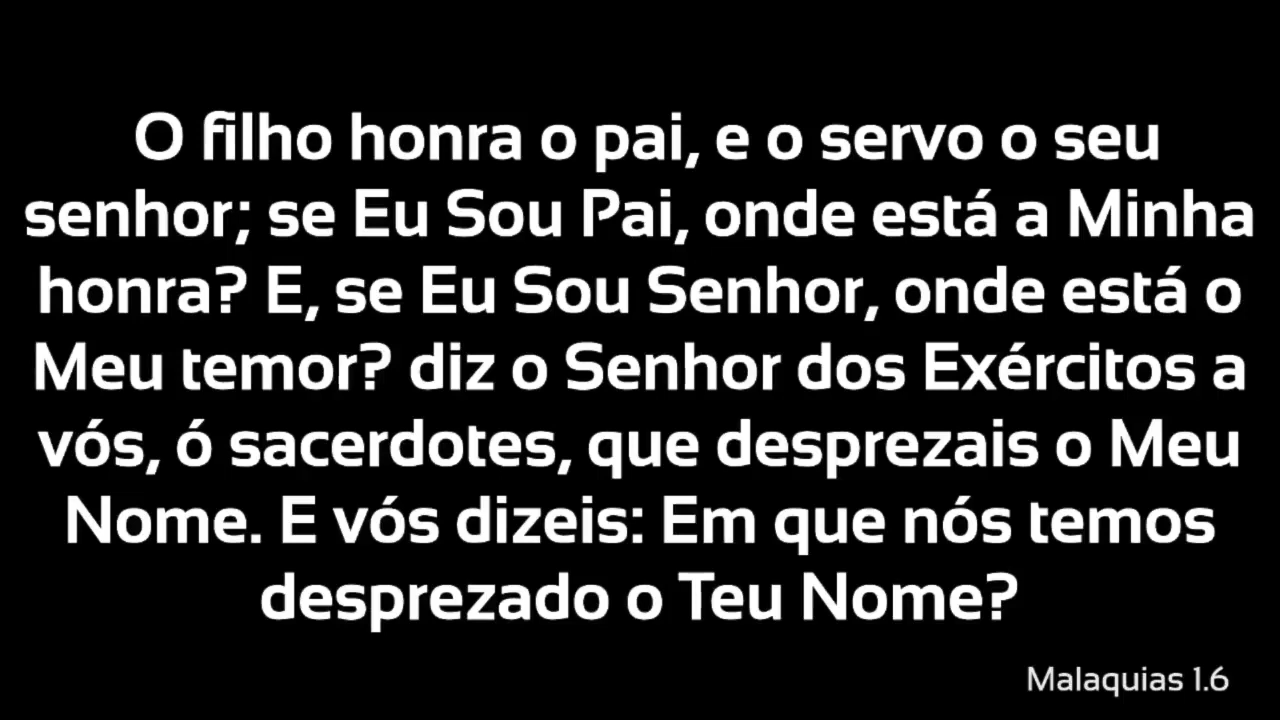 O filho honra o pai, e o servo o seu
senhor; se Eu Sou Pai, onde está a Minha
honra? E, se Eu Sou Senhor, onde está o
Meu temor? diz o Senhor dos Exércitos a
vós, ó sacerdotes, que desprezais o Meu
Nome. E vós dizeis: Em que nós temos
desprezado o Teu Nome?
Malaquias 1.6